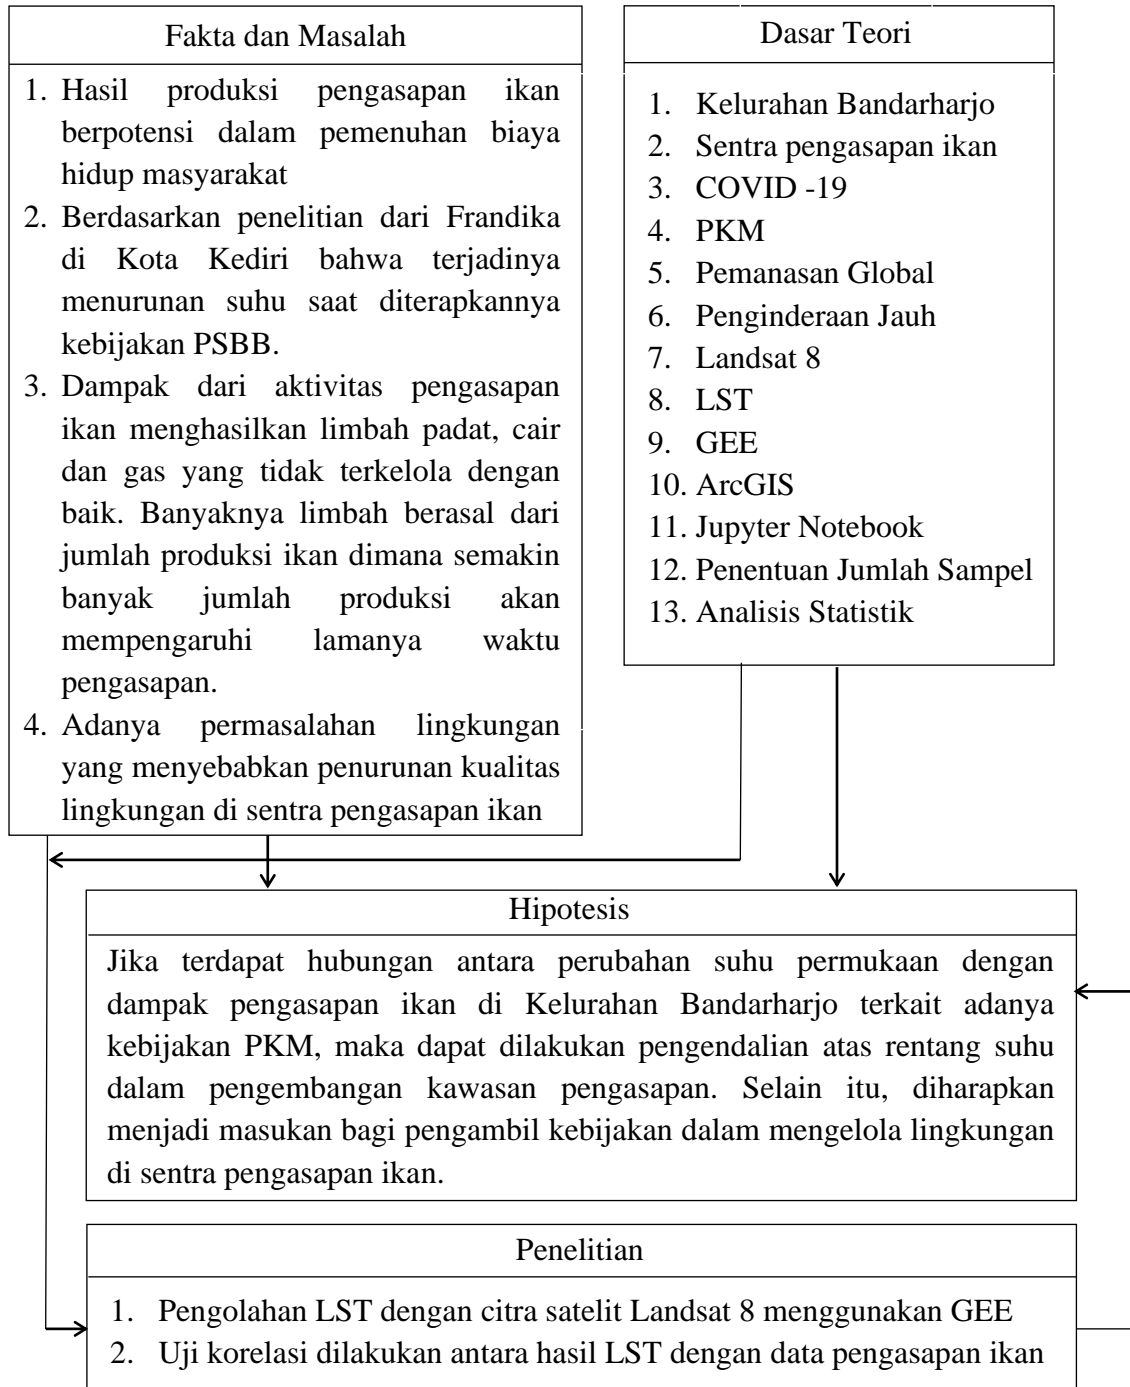 Fakta dan Masalah
1. Hasil produksi pengasapan ikan
berpotensi dalam pemenuhan biaya
hidup masyarakat
2. Berdasarkan penelitian dari Frandika
di Kota Kediri bahwa terjadinya
menurunan suhu saat diterapkannya
kebijakan PSBB.
3. Dampak dari aktivitas pengasapan
ikan menghasilkan limbah padat, cair
dan gas yang tidak terkelola dengan
baik. Banyaknya limbah berasal dari
jumlah produksi ikan dimana semakin
banyak jumlah produksi akan
mempengaruhi lamanya waktu
pengasapan.
4. Adanya permasalahan lingkungan
yang menyebabkan penurunan kualitas
lingkungan di sentra pengasapan ikan
Dasar Teori
1. Kelurahan Bandarharjo
2. Sentra pengasapan ikan
3. COVID -19
4. PKM
5. Pemanasan Global
6. Penginderaan Jauh
7. Landsat 8
8. LST
9. GEE
10. ArcGIS
11. Jupyter Notebook
12. Penentuan Jumlah Sampel
13. Analisis Statistik
Hipotesis
Jika terdapat hubungan antara perubahan suhu permukaan dengan
dampak pengasapan ikan di Kelurahan Bandarharjo terkait adanya
kebijakan PKM, maka dapat dilakukan pengendalian atas rentang suhu
dalam pengembangan kawasan pengasapan. Selain itu, diharapkan
menjadi masukan bagi pengambil kebijakan dalam mengelola lingkungan
di sentra pengasapan ikan.
Penelitian
1. Pengolahan LST dengan citra satelit Landsat 8 menggunakan GEE
2. Uji korelasi dilakukan antara hasil LST dengan data pengasapan ikan